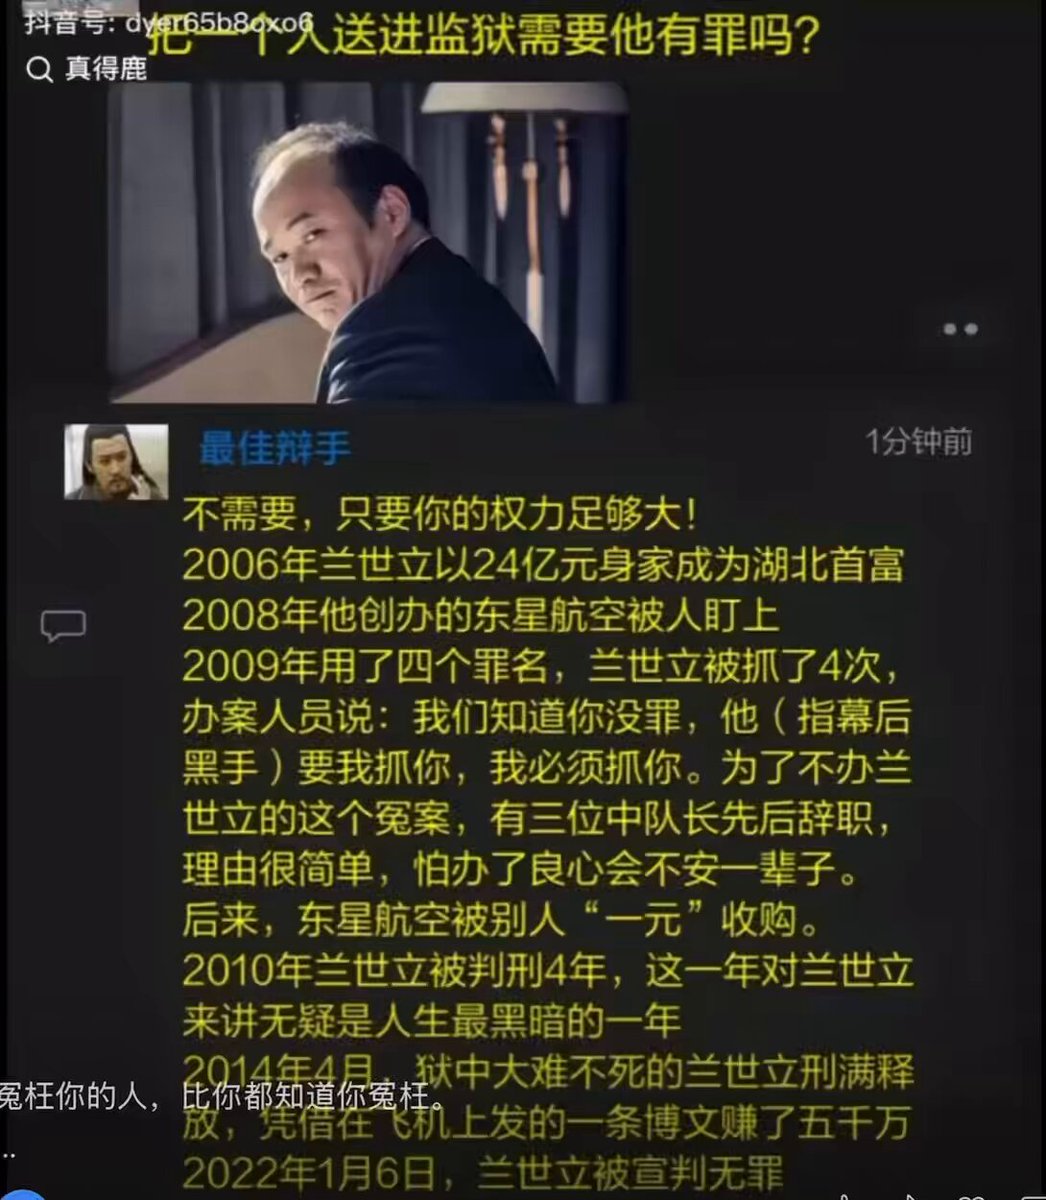 抖音号: dyer65b8oxo6
把一个人送进监狱需要他有罪吗?
真得鹿
最佳辩手
1分钟前
不需要，只要你的权力足够大!
2006年兰世立以24亿元身家成为湖北首富
2008年他创办的东星航空被人盯上
2009年用了四个罪名，兰世立被抓了4次，
办案人员说：我们知道你没罪，他（指幕后
黑手）要我抓你，我必须抓你。为了不办兰
世立的这个冤案，有三位中队长先后辞职，
理由很简单，怕办了良心会不安一辈子。
后来，东星航空被别人“一元”收购。
2010年兰世立被判刑4年，这一年对兰世立
来讲无疑是人生最黑暗的一年
2014年4月，狱中大难不死的兰世立刑满释
冤枉你的人，比你都知道你冤枉。
放，凭借在飞机上发的一条博文赚了五千万
..
2022年1月6日，兰世立被宣判无罪